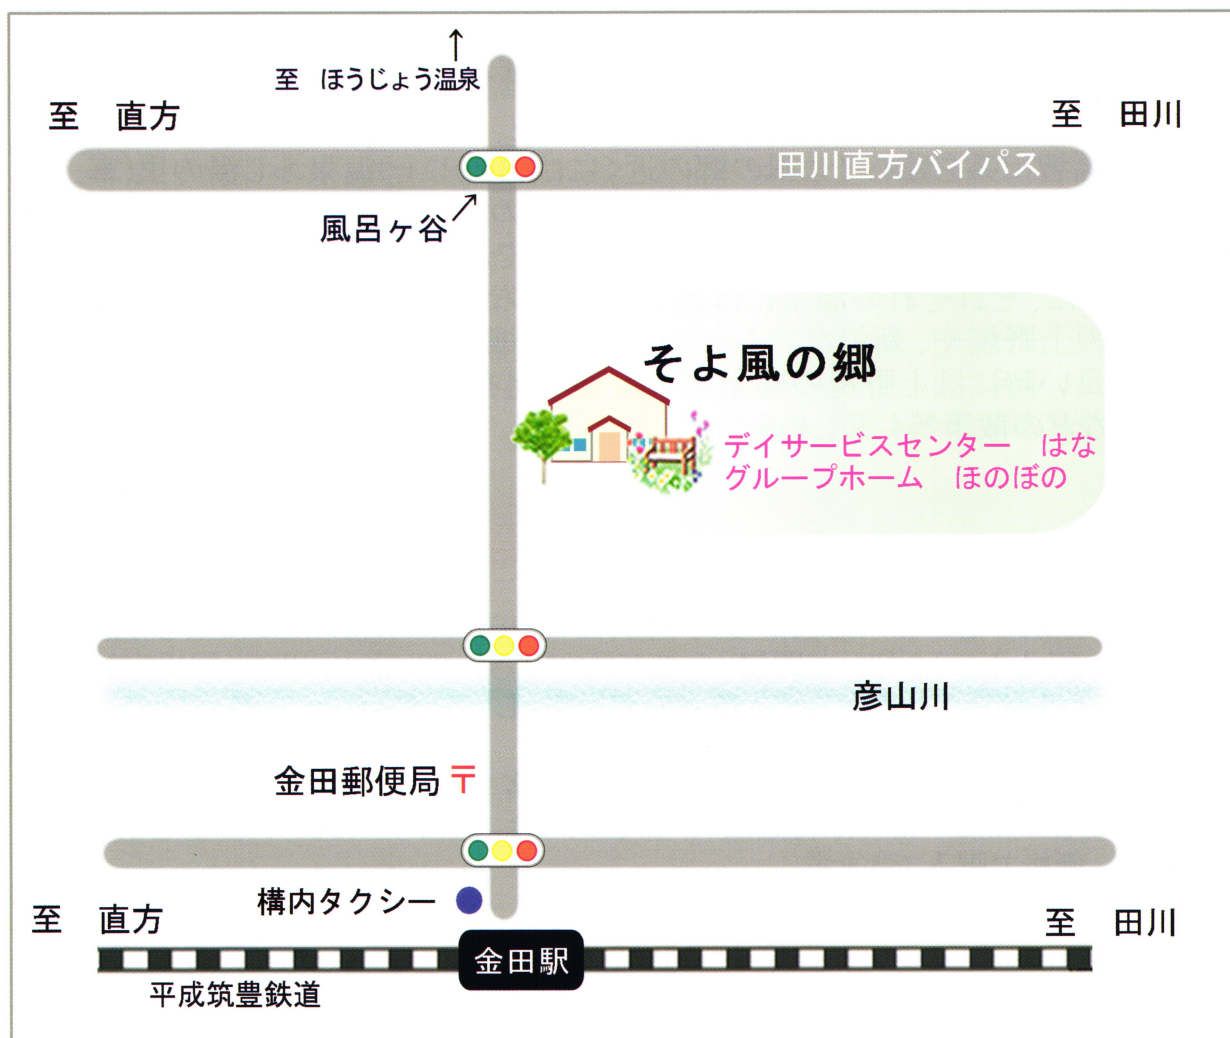 至　ほうじょう温泉
至　直方
至　田川
田川直方バイパス
風呂ヶ谷
そよ風の郷
デイサービスセンター　はな
グループホーム　ほのぼの
彦山川
金田郵便局 〒
構内タクシー
至　直方
至　田川
金田駅
平成筑豊鉄道